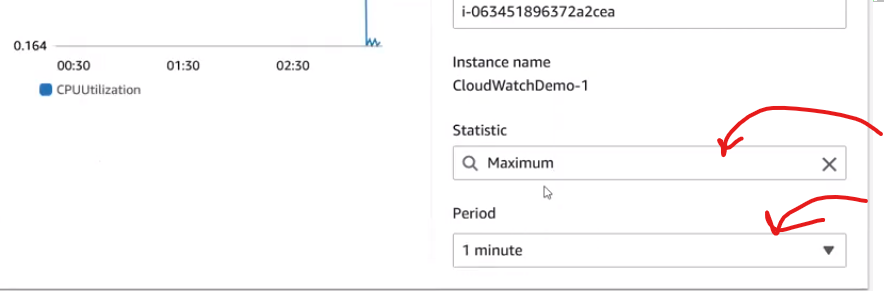 0.164
00:30 01:30 02:30
CPUUtilization
i-063451896372a2cea
Instance name
CloudWatchDemo-1
Statistic
Maximum
Period
1 minute